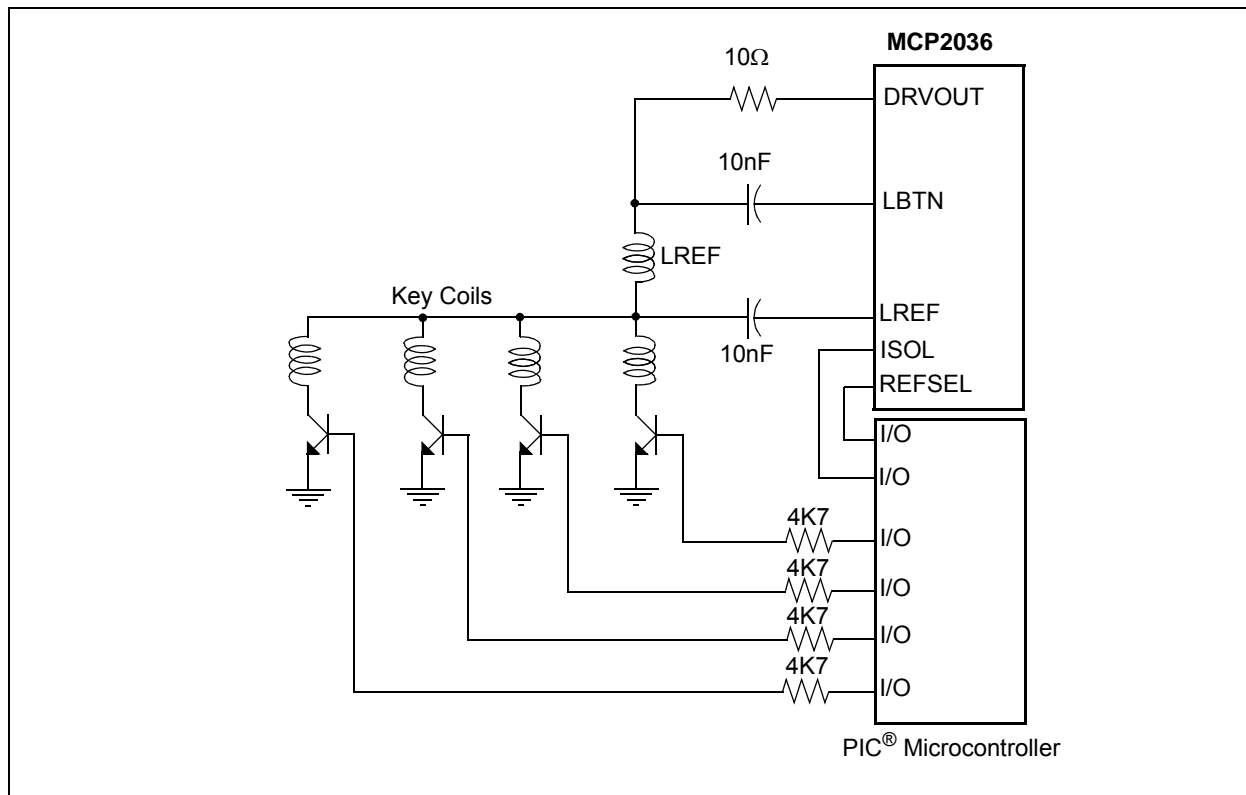 MCP2036
10Ω
DRVOUT
10nF
LBTN
LREF
Key Coils
LREF
10nF
ISOL
REFSEL
I/O
I/O
4K7
I/O
4K7
I/O
4K7
I/O
4K7
I/O
PIC® Microcontroller